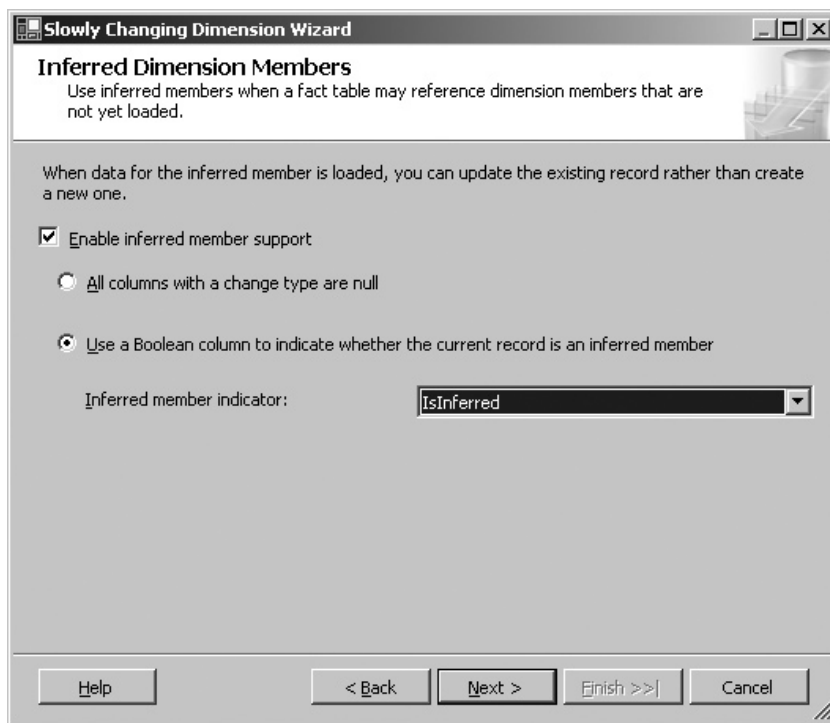 Slowly Changing Dimension Wizard
Inferred Dimension Members
Use inferred members when a fact table may reference dimension members that are
not yet loaded.
When data for the inferred member is loaded, you can update the existing record rather than create
a new one.
Enable inferred member support
All columns with a change type are null
Use a Boolean column to indicate whether the current record is an inferred member
Inferred member indicator: IsInferred
Help < Back Next > Finish >>| Cancel